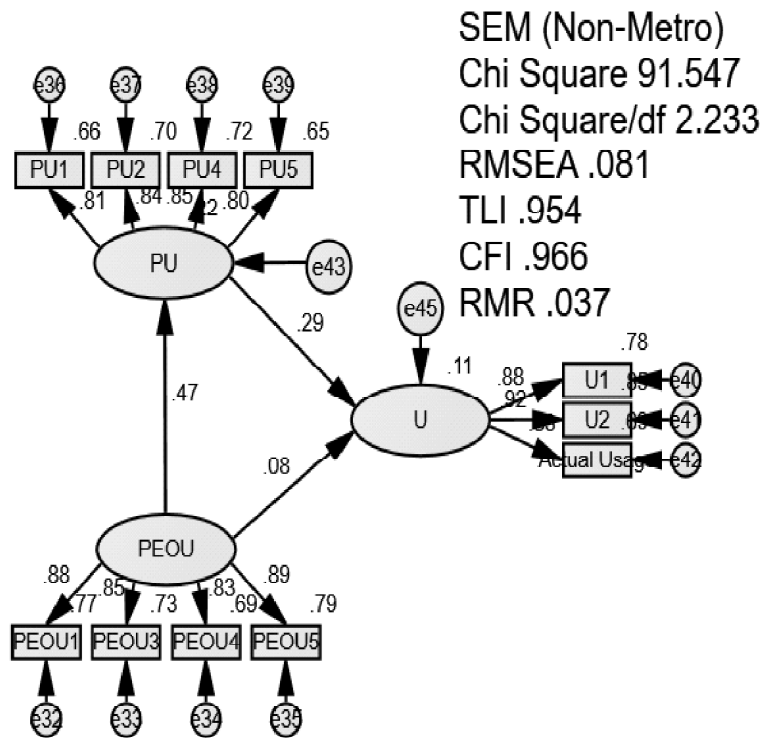 SEM (Non-Metro)
Chi Square 91.547
Chi Square/df 2.233
RMSEA .081
TLI .954
CFI .966
RMR .037
e36 e37 e38 e39
.66 .70 .72 .65
PU1 PU2 PU4 PU5
.81 .84 .85 .80
PU
e43
e45
.29
.47
.11
.78
.88
U1
e40
.92
U
U2
e41
Actual Usag
e42
.08
PEOU
.88 .85 .83 .89
.77 .73 .69 .79
PEOU1 PEOU3 PEOU4 PEOU5
e32 e33 e34 e35